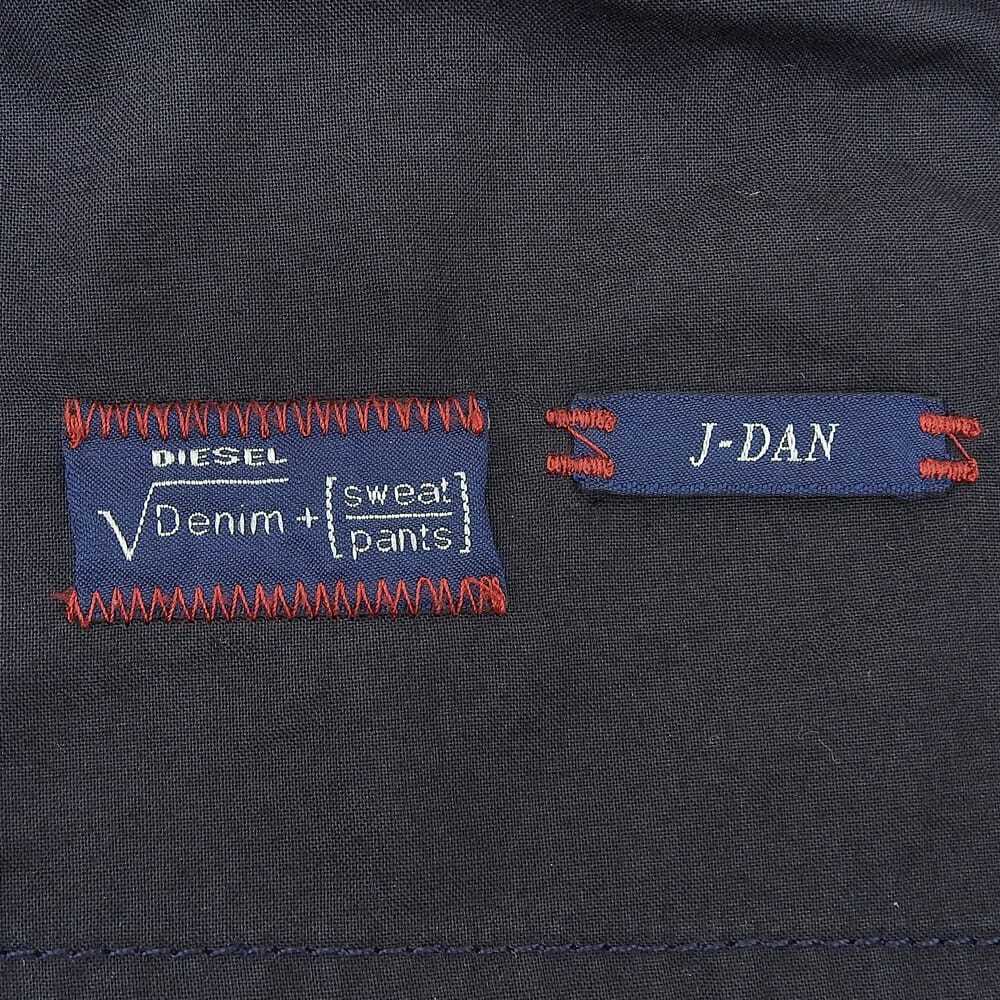 DIESEL
√Denim + [sweat/pants]
J-DAN